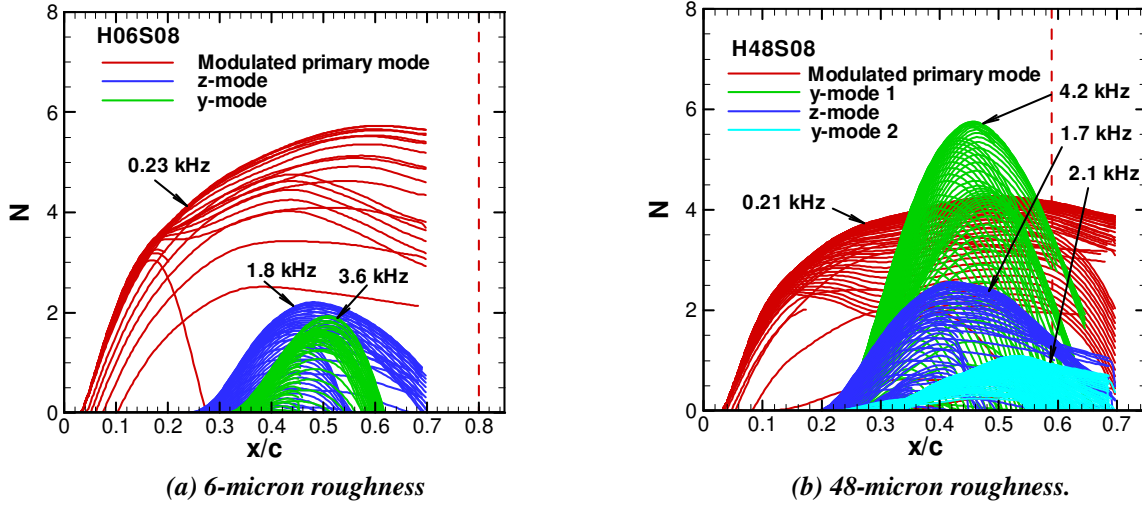 H06S08
Modulated primary mode
z-mode
y-mode
0.23 kHz
1.8 kHz
3.6 kHz
N
8
6
4
2
0
0 0.1 0.2 0.3 0.4 0.5 0.6 0.7 0.8
x/c
(a) 6-micron roughness
H48S08
Modulated primary mode
y-mode 1
z-mode
y-mode 2
4.2 kHz
1.7 kHz
2.1 kHz
0.21 kHz
N
8
6
4
2
0
0 0.1 0.2 0.3 0.4 0.5 0.6 0.7
x/c
(b) 48-micron roughness.